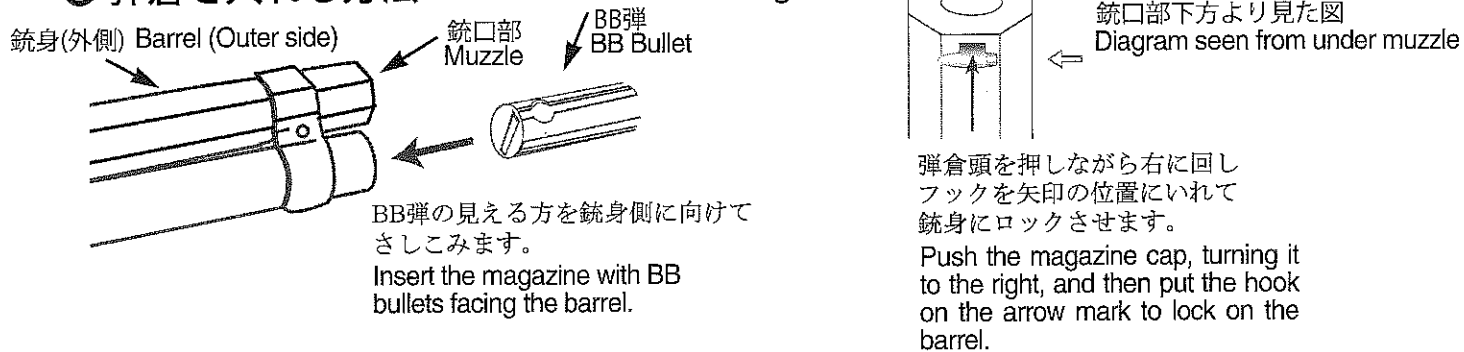 銃身(外側) Barrel (Outer side)
銃口部
Muzzle
BB弾
BB Bullet
BB弾の見える方を銃身側に向けて
さしこみます。
Insert the magazine with BB
bullets facing the barrel.
銃口部下方より見た図
Diagram seen from under muzzle
弾倉頭を押しながら右に回し
フックを矢印の位置にいれて
銃身にロックさせます。
Push the magazine cap, turning it
to the right, and then put the hook
on the arrow mark to lock on the
barrel.